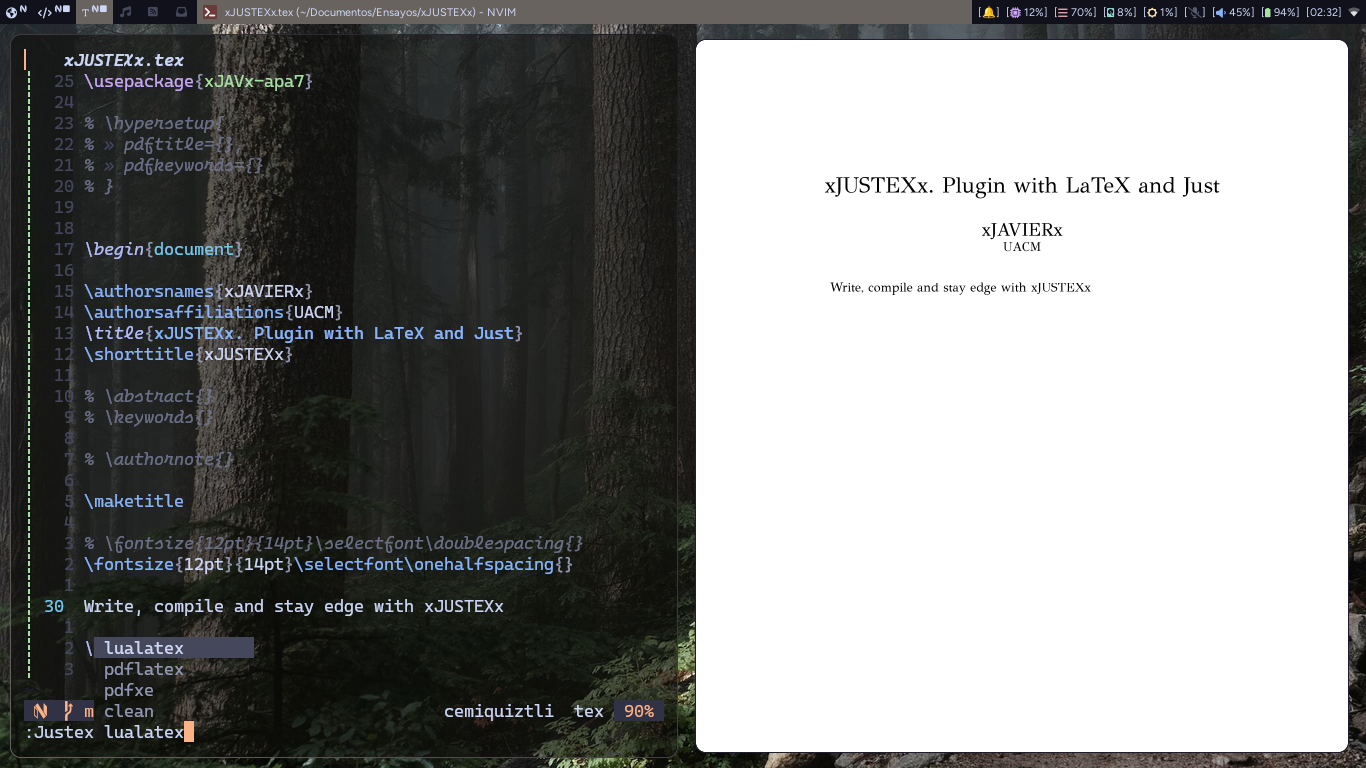 N N T N xJUSTEXx.tex (~/Documentos/Ensayos/xJUSTEXx) - NVIM [ ] [ 12%] [ 70%] [ 8%] [ 1%] [ ] [ 45%] [ 94%] [02:32]
xJUSTEXx.tex
25 \usepackage{xJAVx-apa7}
24
23 % \hypersetup{
22 % » pdftitle={}
21 % » pdfkeywords={}
20 % }
19
18
17 \begin{document}
16
15 \authorsnames{xJAVIERx}
14 \authorsaffiliations{UACM}
13 \title{xJUSTEXx. Plugin with LaTeX and Just}
12 \shorttitle{xJUSTEXx}
11
10 % \abstract{}
9 % \keywords{}
8
7 % \authornote{}
6
5 \maketitle
4
3 % \fontsize{12pt}{14pt}\selectfont\doublespacing{}
2 \fontsize{12pt}{14pt}\selectfont\onehalfspacing{}
1
30 Write, compile and stay edge with xJUSTEXx
1
2 \ lualatex
3 pdflatex
pdfxe
m clean cemiquiztli tex 90%
:Justex lualatex
xJUSTEXx. Plugin with LaTeX and Just
xJAVIERx
UACM
Write, compile and stay edge with xJUSTEXx